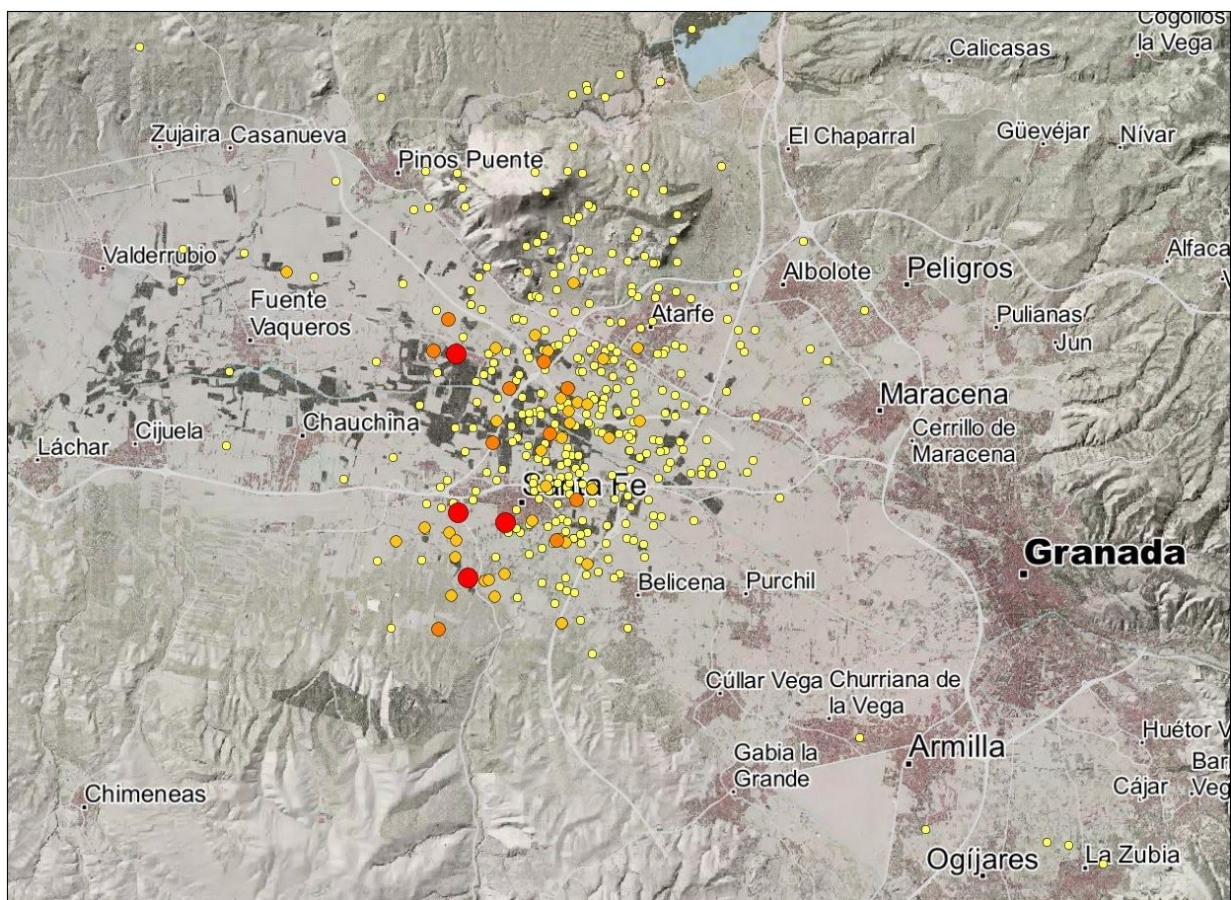 Cogollos
la Vega
Calicasas
Zujaira
Casanueva
El Chaparral
Güevéjar
Nívar
Pinos Puente
Valderrubio
Alfaca
Albolote
Peligros
Fuente
Vaqueros
Atarfe
Pulianas
Jun
Maracena
Chauchina
Cijuela
Láchar
Cerrillo de
Maracena
Santa Fe
Granada
Belicena
Purchil
Cúllar Vega
Churriana de
la Vega
Huétor V
Armilla
Gabia la
Grande
Bar
Veg
Cájar
Chimeneas
Ogíjares
La Zubia